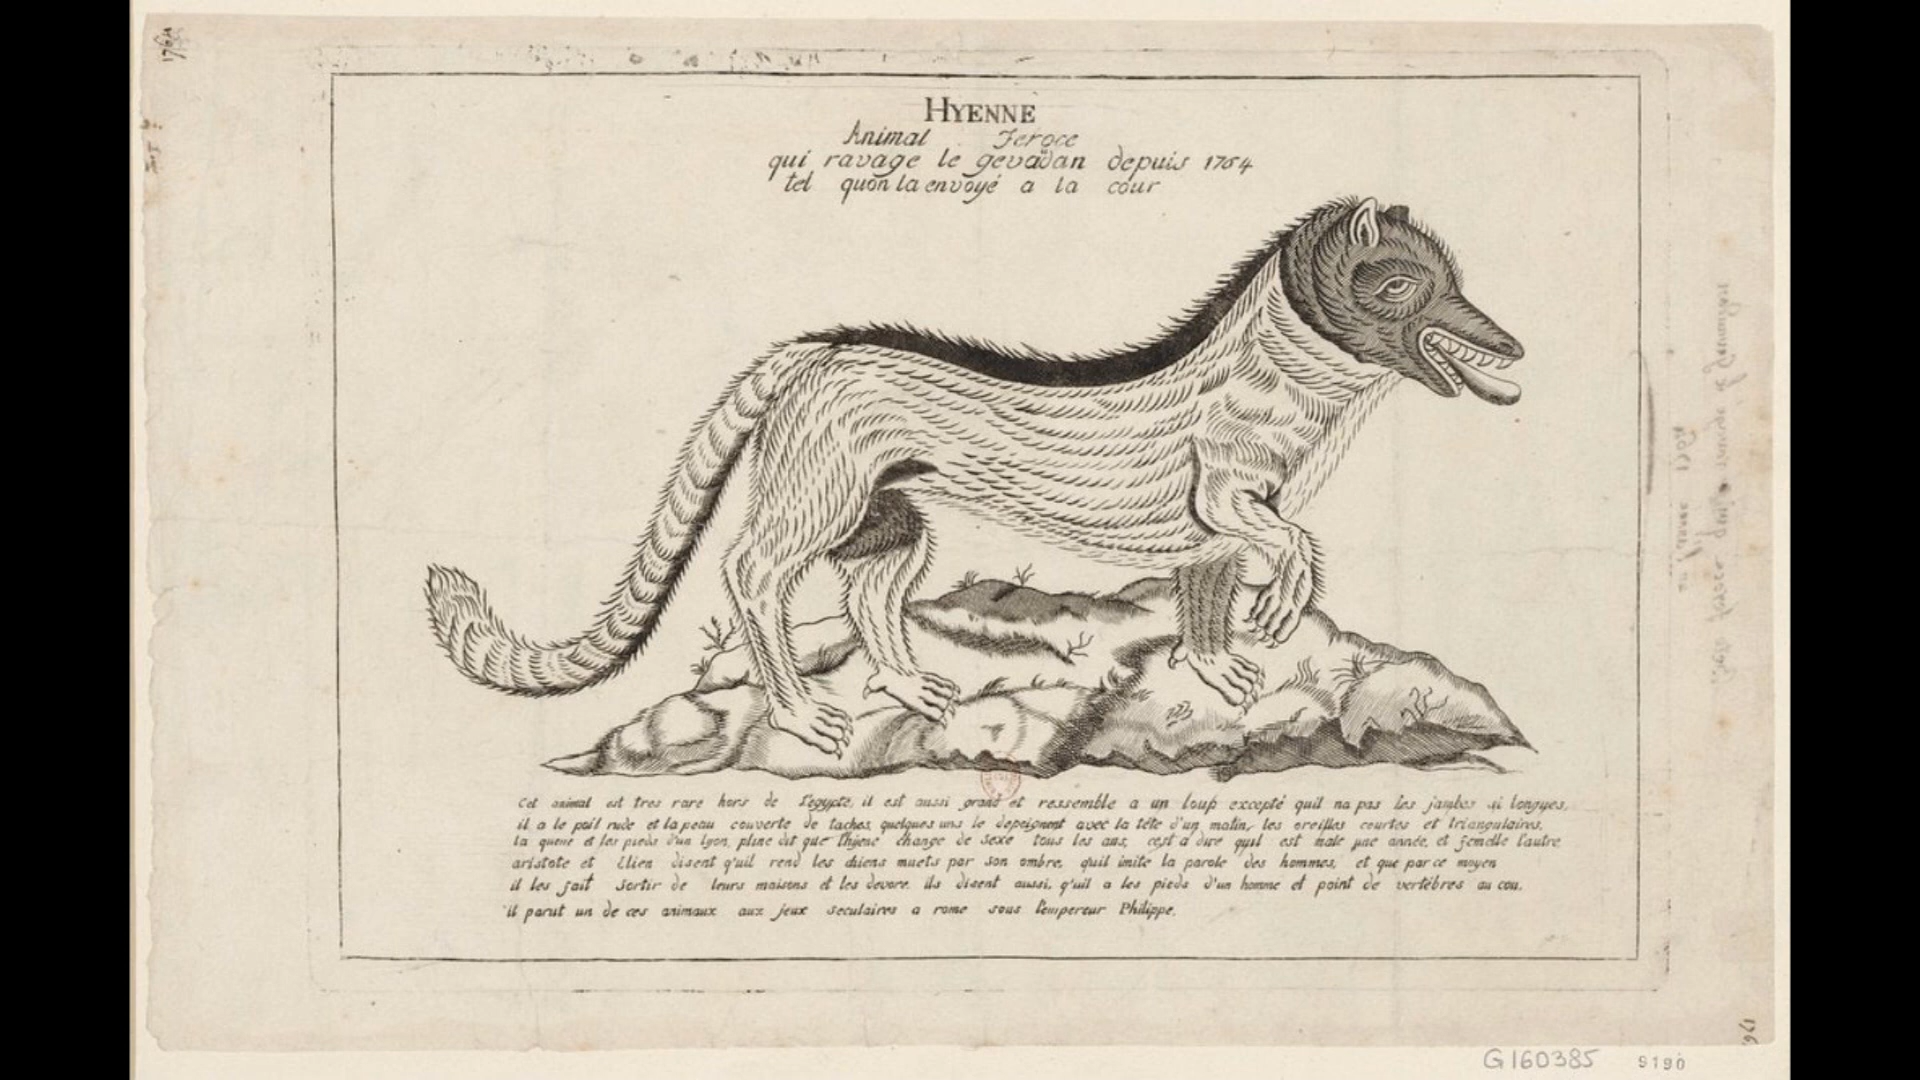 HYENNE
Animal Feroce
qui ravage le gevaudan depuis 1764
tel quon la envoyé a la cour
Cet animal est tres rare hors de l'egypte, il est aussi grand et ressemble a un loup excepté quil na pas les jambes si longues,
il a le poil rude et la peau couverte de taches, quelques uns le depeignent avec la tête d'un matin, les oreilles courtes et triangulaires,
la queue et les pieds d'un lyon, pline dit que l'hiene change de sexe tous les ans, cest a dire quil est male une année, et femelle l'autre
aristote et Elien disent qu'il rend les chiens muets par son ombre, quil imite la parole des hommes, et que par ce moyen
il les fait sortir de leurs maisons et les devore. ils disent aussi, q'uil a les pieds d'un homme et point de vertèbres au cou.
il parut un de ces animaux aux jeux seculaires a rome sous l'empereur Philippe.
1764
G160385 9190